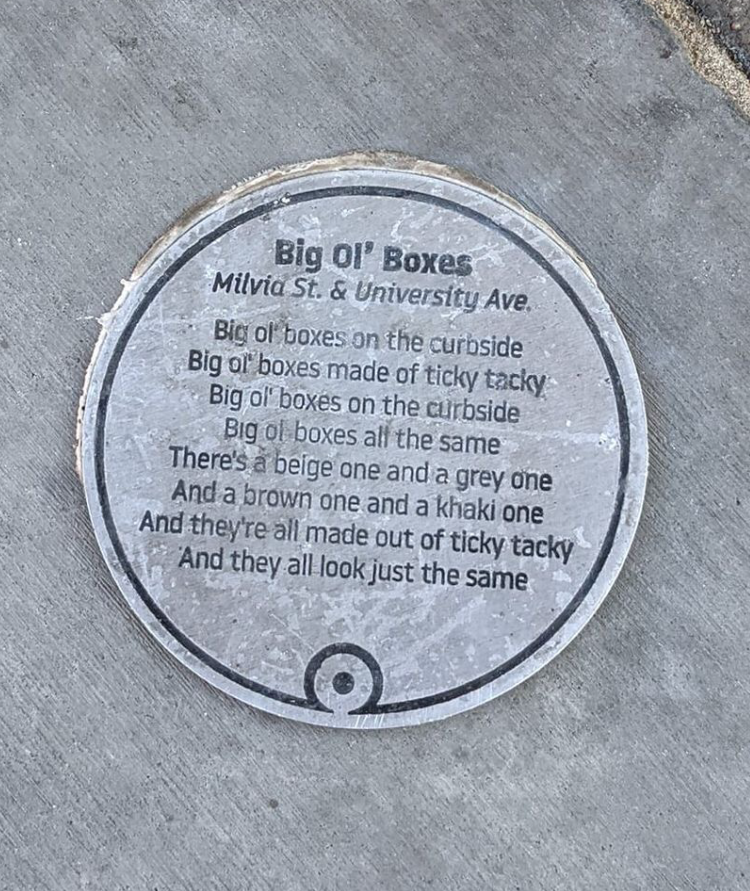 Big Ol' Boxes
Milvia St. & University Ave.
Big ol' boxes on the curbside
Big ol' boxes made of ticky tacky
Big ol' boxes on the curbside
Big ol' boxes all the same
There's a beige one and a grey one
And a brown one and a khaki one
And they're all made out of ticky tacky
And they all look just the same